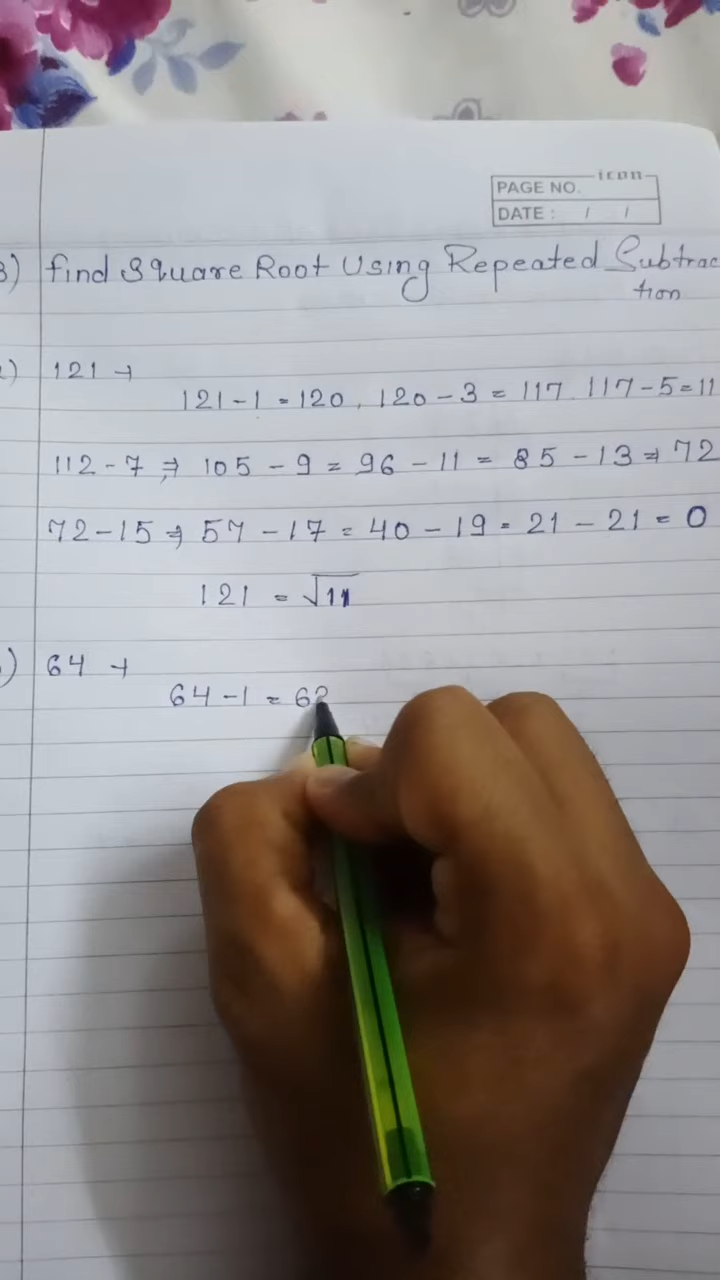 icon
PAGE NO.
DATE : / /
3) find Square Root Using Repeated Subtrac
tion
121 →
121 - 1 = 120, 120 - 3 = 117 117 - 5 = 11
112 - 7 ⇒ 105 - 9 = 96 - 11 = 85 - 13 ⇒ 72
72 - 15 ⇒ 57 - 17 = 40 - 19 = 21 - 21 = 0
121 = √11
64 →
64 - 1 = 63